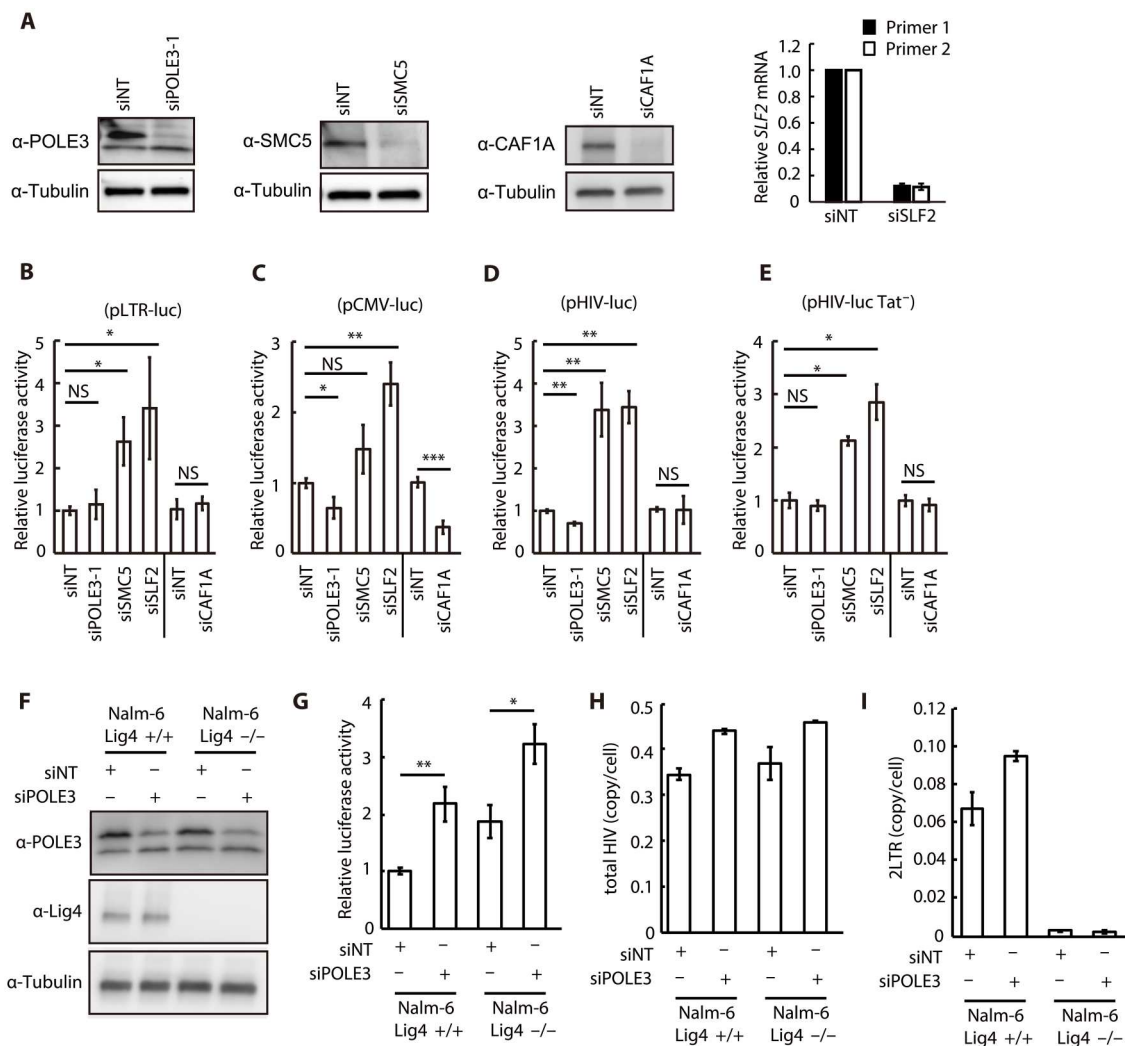 A
siNT
siPOLE3-1
α-POLE3
α-Tubulin
siNT
siSMC5
α-SMC5
α-Tubulin
siNT
siCAF1A
α-CAF1A
α-Tubulin
Primer 1
Primer 2
Relative SLF2 mRNA
1.2
1.0
0.8
0.6
0.4
0.2
0
siNT siSLF2
B
(pLTR-luc)
Relative luciferase activity
5
4
3
2
1
0
*
*
NS
NS
siNT
siPOLE3-1
siSMC5
siSLF2
siNT
siCAF1A
C
(pCMV-luc)
Relative luciferase activity
3
2
1
0
**
NS
*
***
siNT
siPOLE3-1
siSMC5
siSLF2
siNT
siCAF1A
D
(pHIV-luc)
Relative luciferase activity
5
4
3
2
1
0
**
**
**
NS
siNT
siPOLE3-1
siSMC5
siSLF2
siNT
siCAF1A
E
(pHIV-luc Tat⁻)
Relative luciferase activity
4
3
2
1
0
*
*
NS
NS
siNT
siPOLE3-1
siSMC5
siSLF2
siNT
siCAF1A
F
Nalm-6 Nalm-6
Lig4 +/+ Lig4 −/−
siNT + − + −
siPOLE3 − + − +
α-POLE3
α-Lig4
α-Tubulin
G
Relative luciferase activity
4
3
2
1
0
**
*
siNT + − + −
siPOLE3 − + − +
Nalm-6 Nalm-6
Lig4 +/+ Lig4 −/−
H
total HIV (copy/cell)
0.5
0.4
0.3
0.2
0.1
0
siNT + − + −
siPOLE3 − + − +
Nalm-6 Nalm-6
Lig4 +/+ Lig4 −/−
I
2LTR (copy/cell)
0.12
0.10
0.08
0.06
0.04
0.02
0
siNT + − + −
siPOLE3 − + − +
Nalm-6 Nalm-6
Lig4 +/+ Lig4 −/−